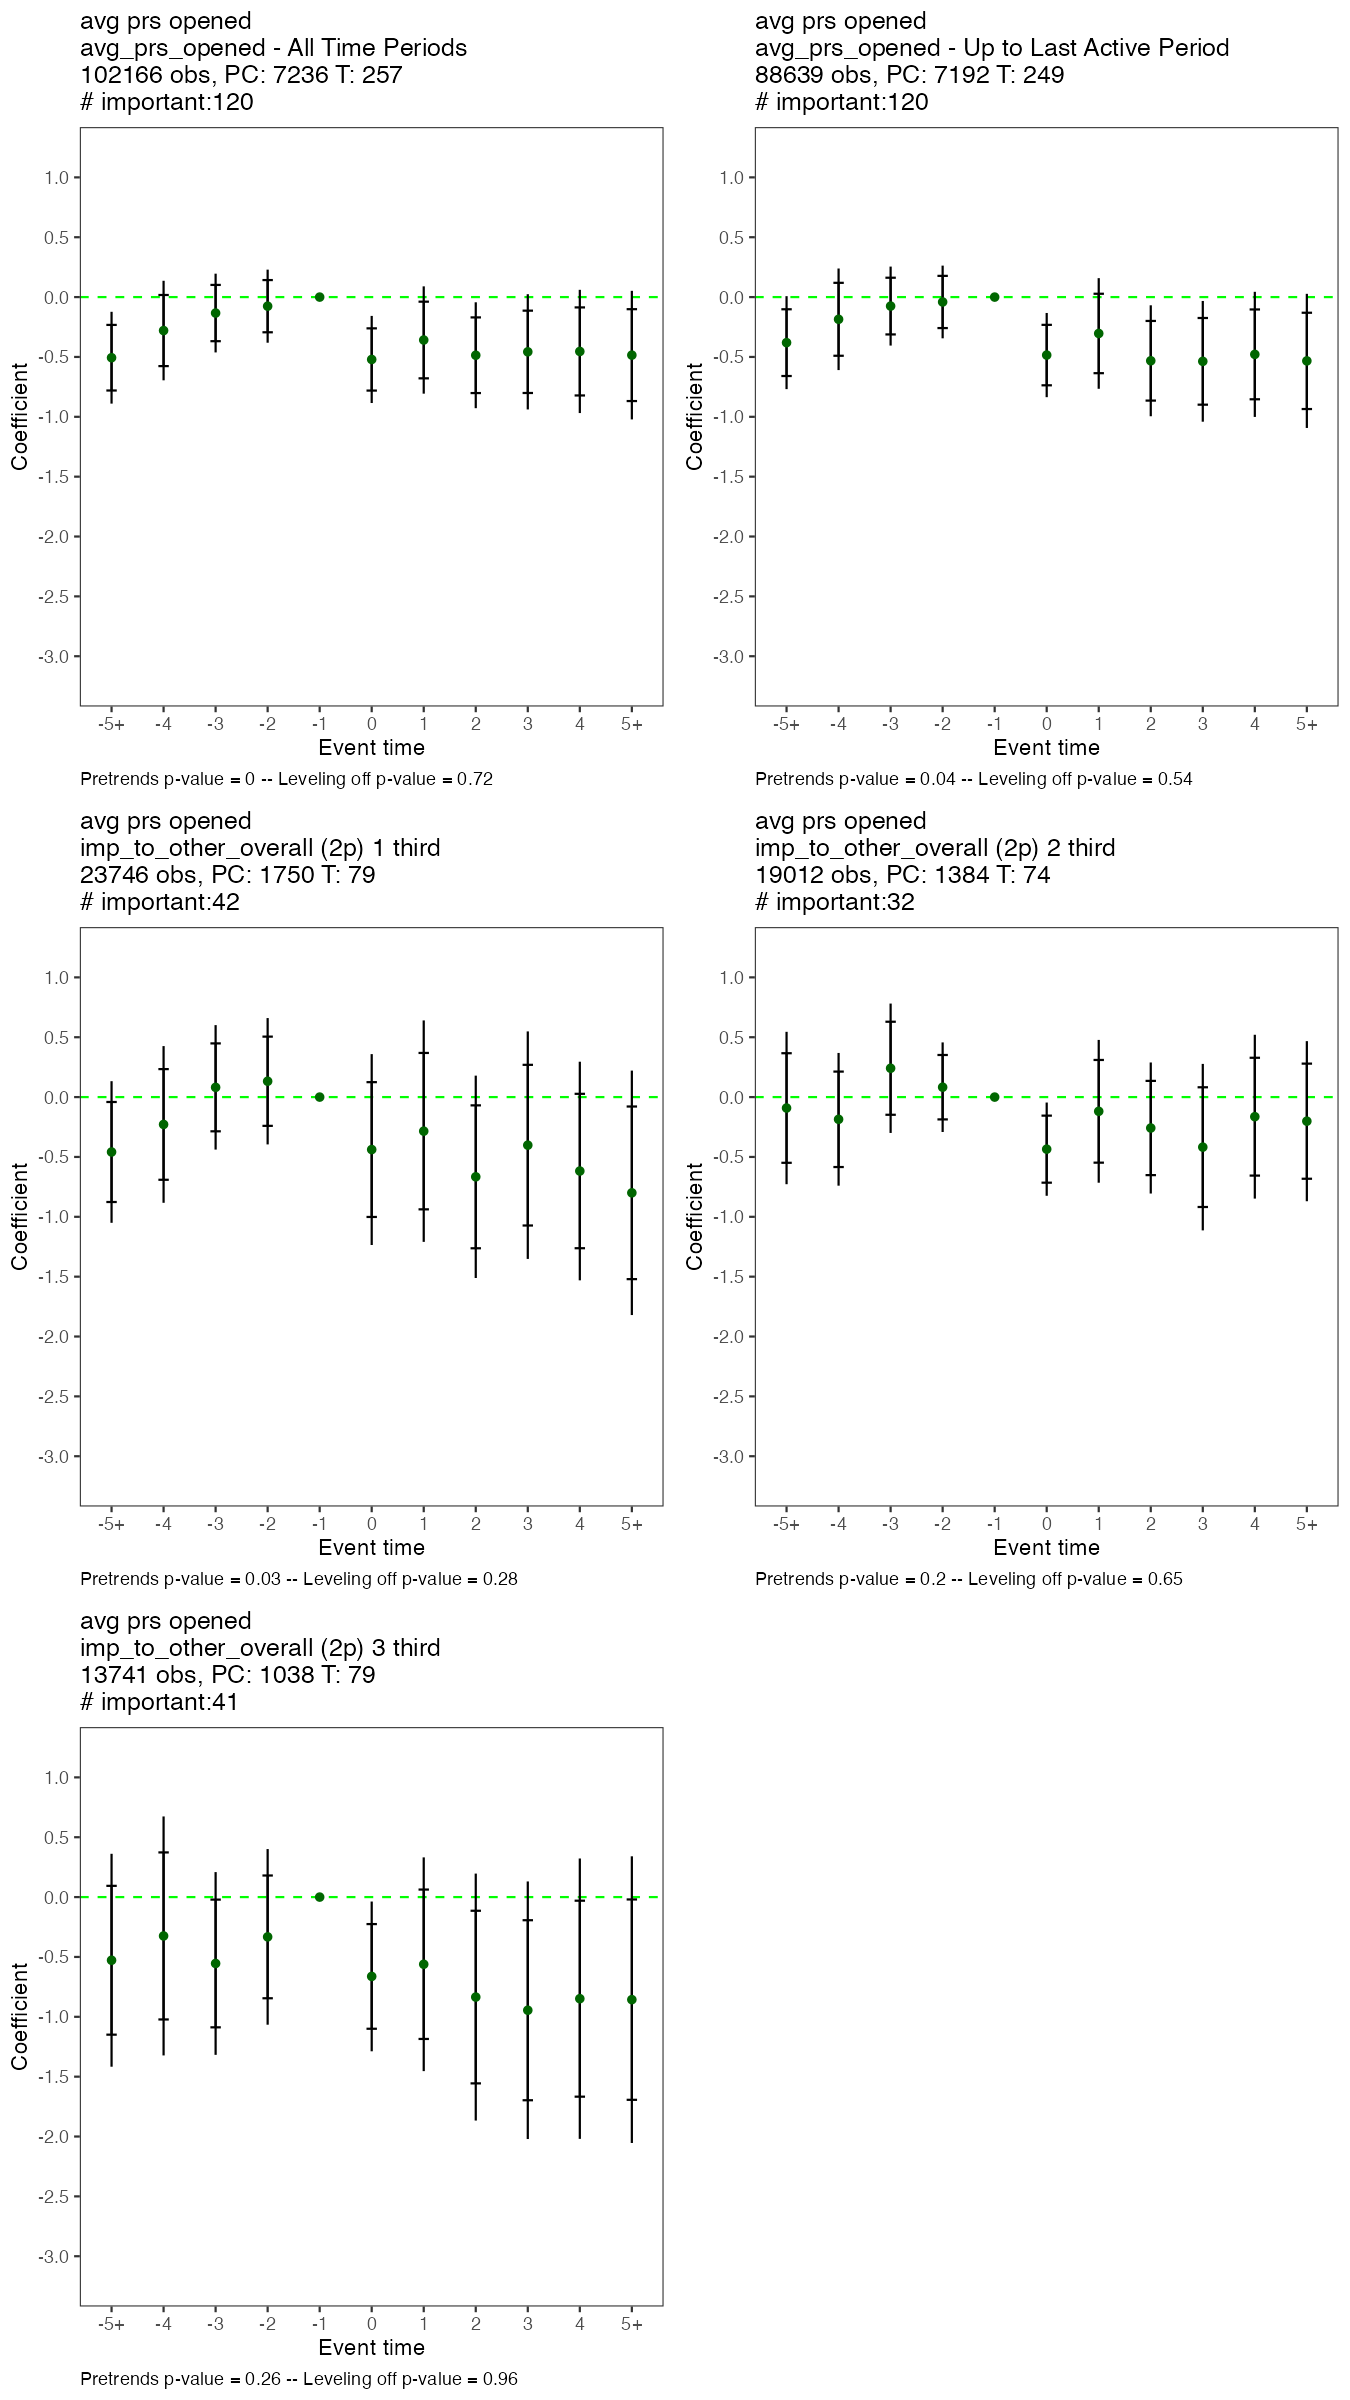 avg prs opened
avg_prs_opened - All Time Periods
102166 obs, PC: 7236 T: 257
# important:120
Coefficient
1.0
0.5
0.0
-0.5
-1.0
-1.5
-2.0
-2.5
-3.0
-5+ -4 -3 -2 -1 0 1 2 3 4 5+
Event time
Pretrends p-value = 0 -- Leveling off p-value = 0.72
avg prs opened
avg_prs_opened - Up to Last Active Period
88639 obs, PC: 7192 T: 249
# important:120
Coefficient
1.0
0.5
0.0
-0.5
-1.0
-1.5
-2.0
-2.5
-3.0
-5+ -4 -3 -2 -1 0 1 2 3 4 5+
Event time
Pretrends p-value = 0.04 -- Leveling off p-value = 0.54
avg prs opened
imp_to_other_overall (2p) 1 third
23746 obs, PC: 1750 T: 79
# important:42
Coefficient
1.0
0.5
0.0
-0.5
-1.0
-1.5
-2.0
-2.5
-3.0
-5+ -4 -3 -2 -1 0 1 2 3 4 5+
Event time
Pretrends p-value = 0.03 -- Leveling off p-value = 0.28
avg prs opened
imp_to_other_overall (2p) 2 third
19012 obs, PC: 1384 T: 74
# important:32
Coefficient
1.0
0.5
0.0
-0.5
-1.0
-1.5
-2.0
-2.5
-3.0
-5+ -4 -3 -2 -1 0 1 2 3 4 5+
Event time
Pretrends p-value = 0.2 -- Leveling off p-value = 0.65
avg prs opened
imp_to_other_overall (2p) 3 third
13741 obs, PC: 1038 T: 79
# important:41
Coefficient
1.0
0.5
0.0
-0.5
-1.0
-1.5
-2.0
-2.5
-3.0
-5+ -4 -3 -2 -1 0 1 2 3 4 5+
Event time
Pretrends p-value = 0.26 -- Leveling off p-value = 0.96